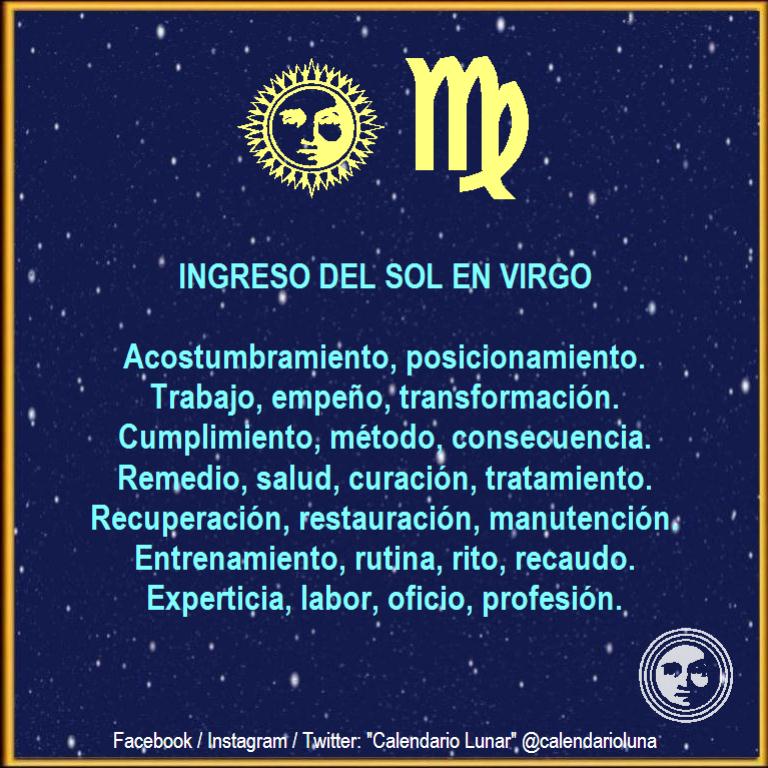 INGRESO DEL SOL EN VIRGO
Acostumbramiento, posicionamiento.
Trabajo, empeño, transformación.
Cumplimiento, método, consecuencia.
Remedio, salud, curación, tratamiento.
Recuperación, restauración, manutención.
Entrenamiento, rutina, rito, recaudo.
Experticia, labor, oficio, profesión.
Facebook / Instagram / Twitter: "Calendario Lunar" @calendarioluna